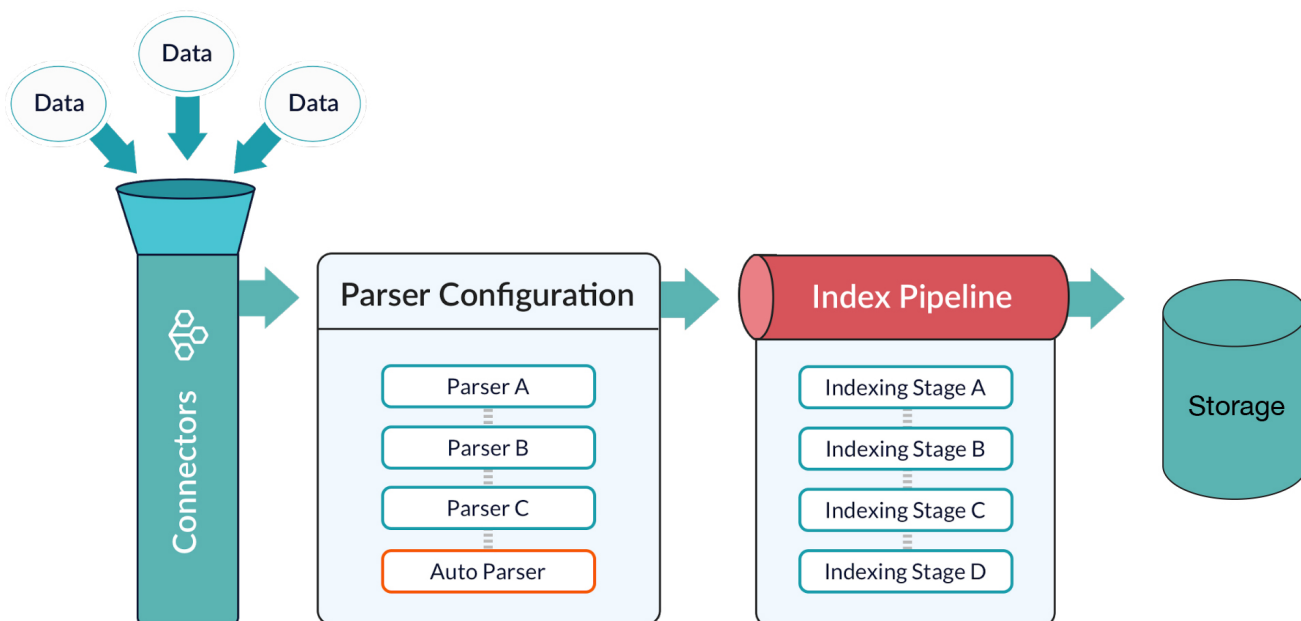 Data
Data
Data
Connectors
Parser Configuration
Parser A
Parser B
Parser C
Auto Parser
Index Pipeline
Indexing Stage A
Indexing Stage B
Indexing Stage C
Indexing Stage D
Storage